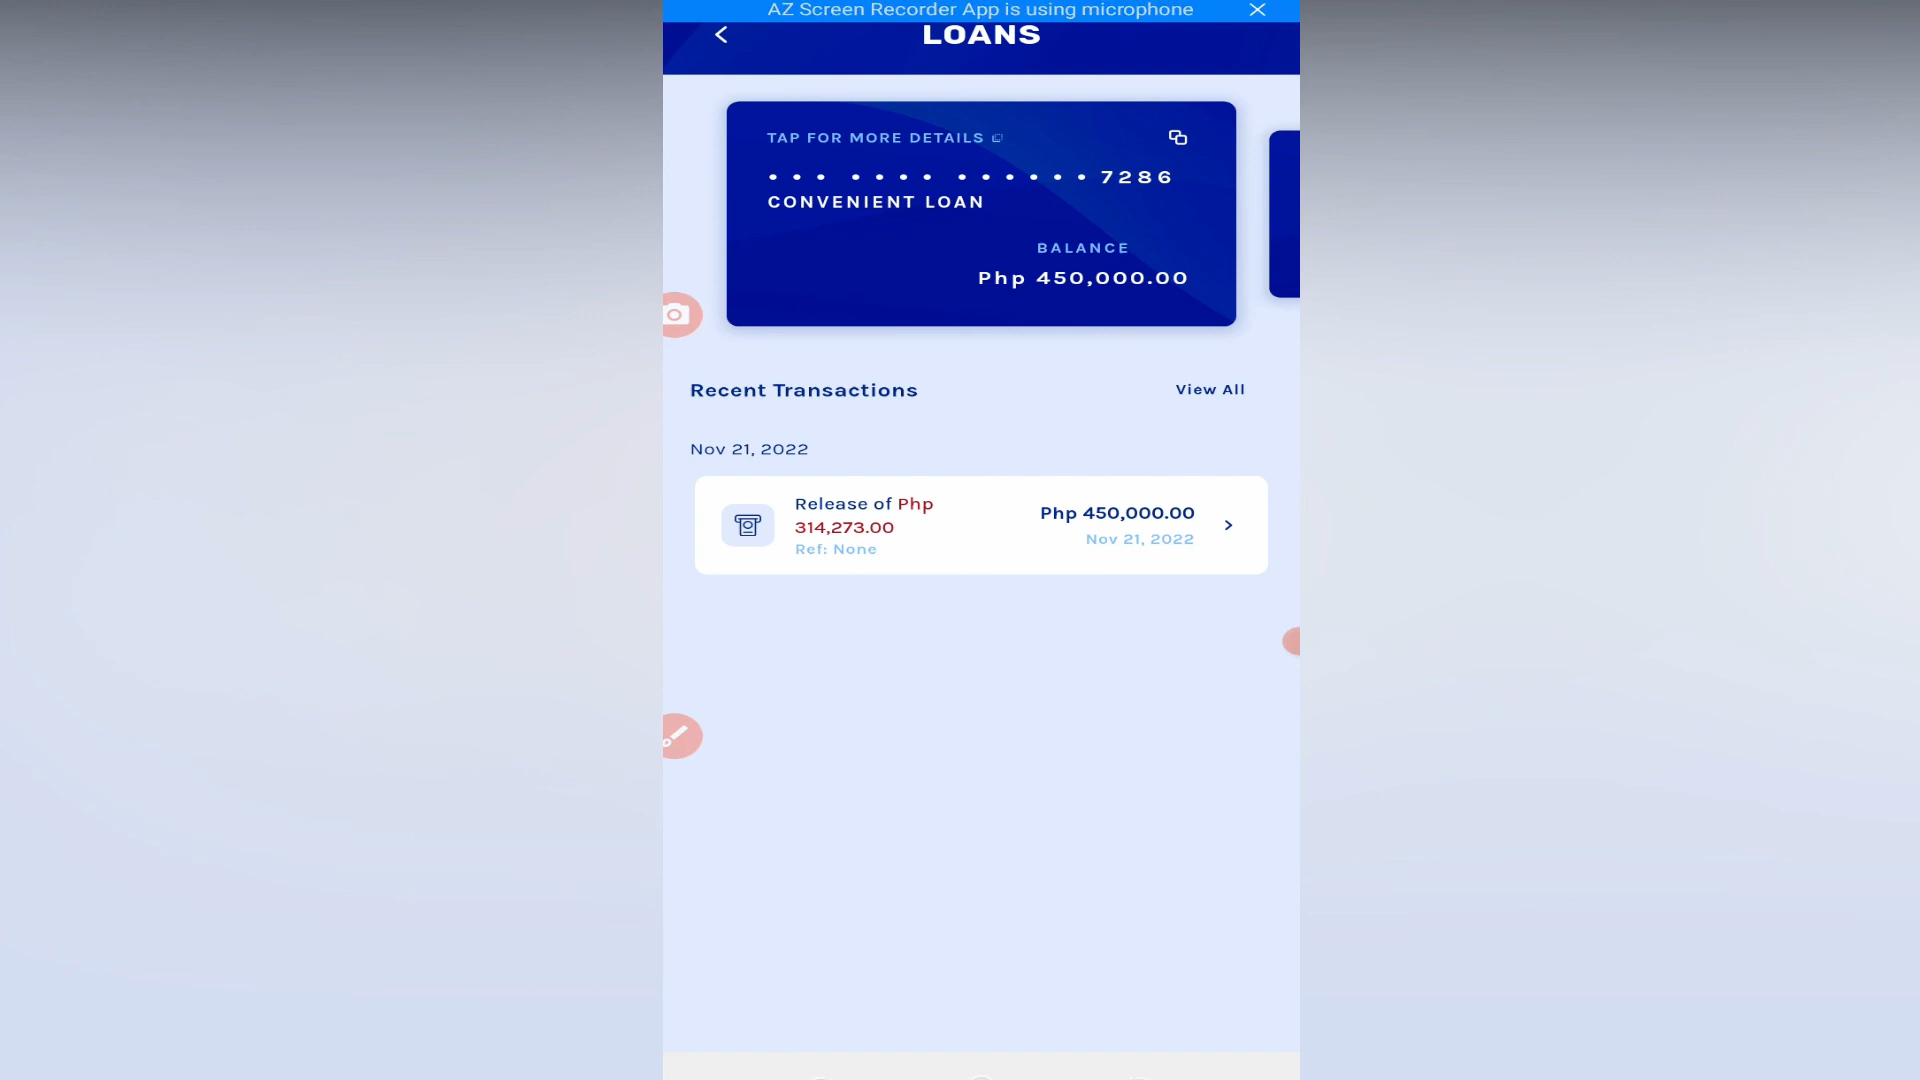 AZ Screen Recorder App is using microphone
LOANS
TAP FOR MORE DETAILS
• • • • • • • • • • • • • 7286
CONVENIENT LOAN
BALANCE
Php 450,000.00
Recent Transactions
View All
Nov 21, 2022
Release of Php
314,273.00
Ref: None
Php 450,000.00
Nov 21, 2022